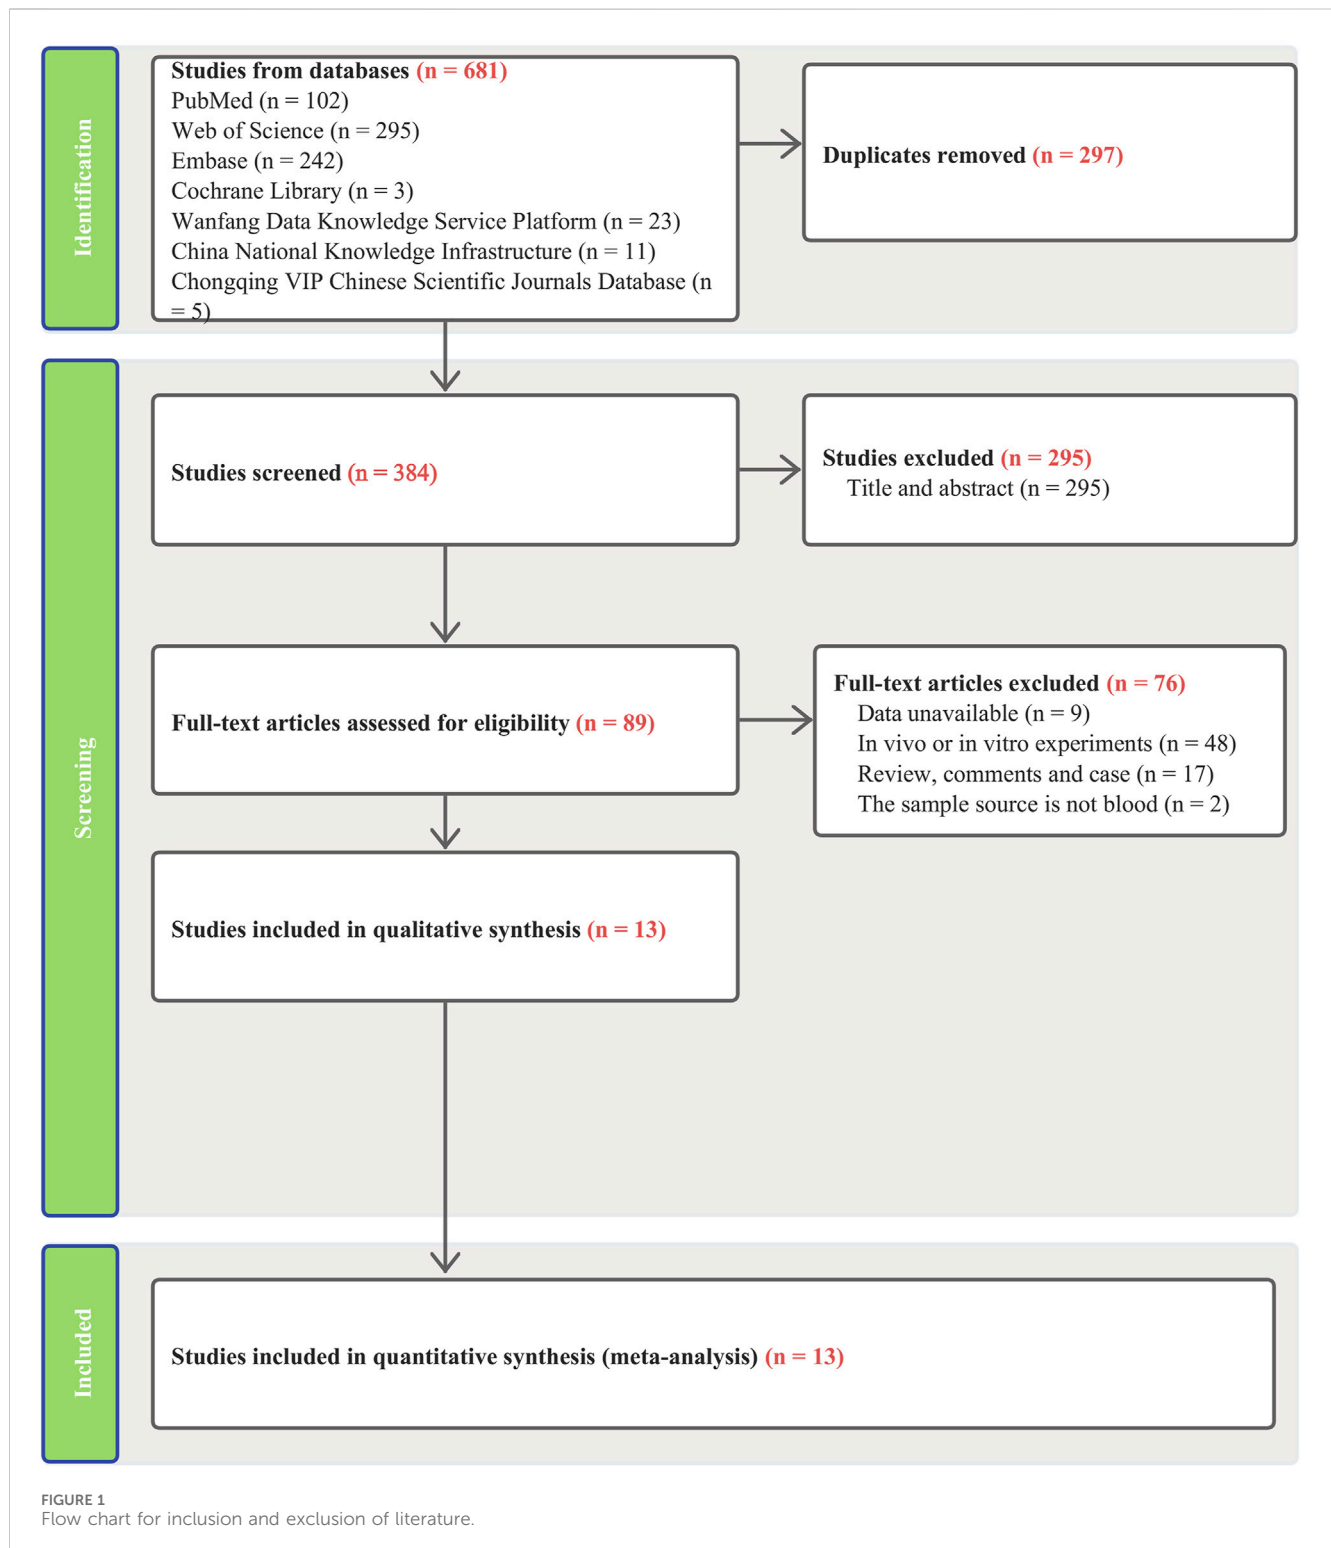 Identification
Studies from databases (n = 681)
PubMed (n = 102)
Web of Science (n = 295)
Embase (n = 242)
Cochrane Library (n = 3)
Wanfang Data Knowledge Service Platform (n = 23)
China National Knowledge Infrastructure (n = 11)
Chongqing VIP Chinese Scientific Journals Database (n
= 5)
Duplicates removed (n = 297)
Screening
Studies screened (n = 384)
Studies excluded (n = 295)
Title and abstract (n = 295)
Full-text articles assessed for eligibility (n = 89)
Full-text articles excluded (n = 76)
Data unavailable (n = 9)
In vivo or in vitro experiments (n = 48)
Review, comments and case (n = 17)
The sample source is not blood (n = 2)
Studies included in qualitative synthesis (n = 13)
Included
Studies included in quantitative synthesis (meta-analysis) (n = 13)
FIGURE 1
Flow chart for inclusion and exclusion of literature.